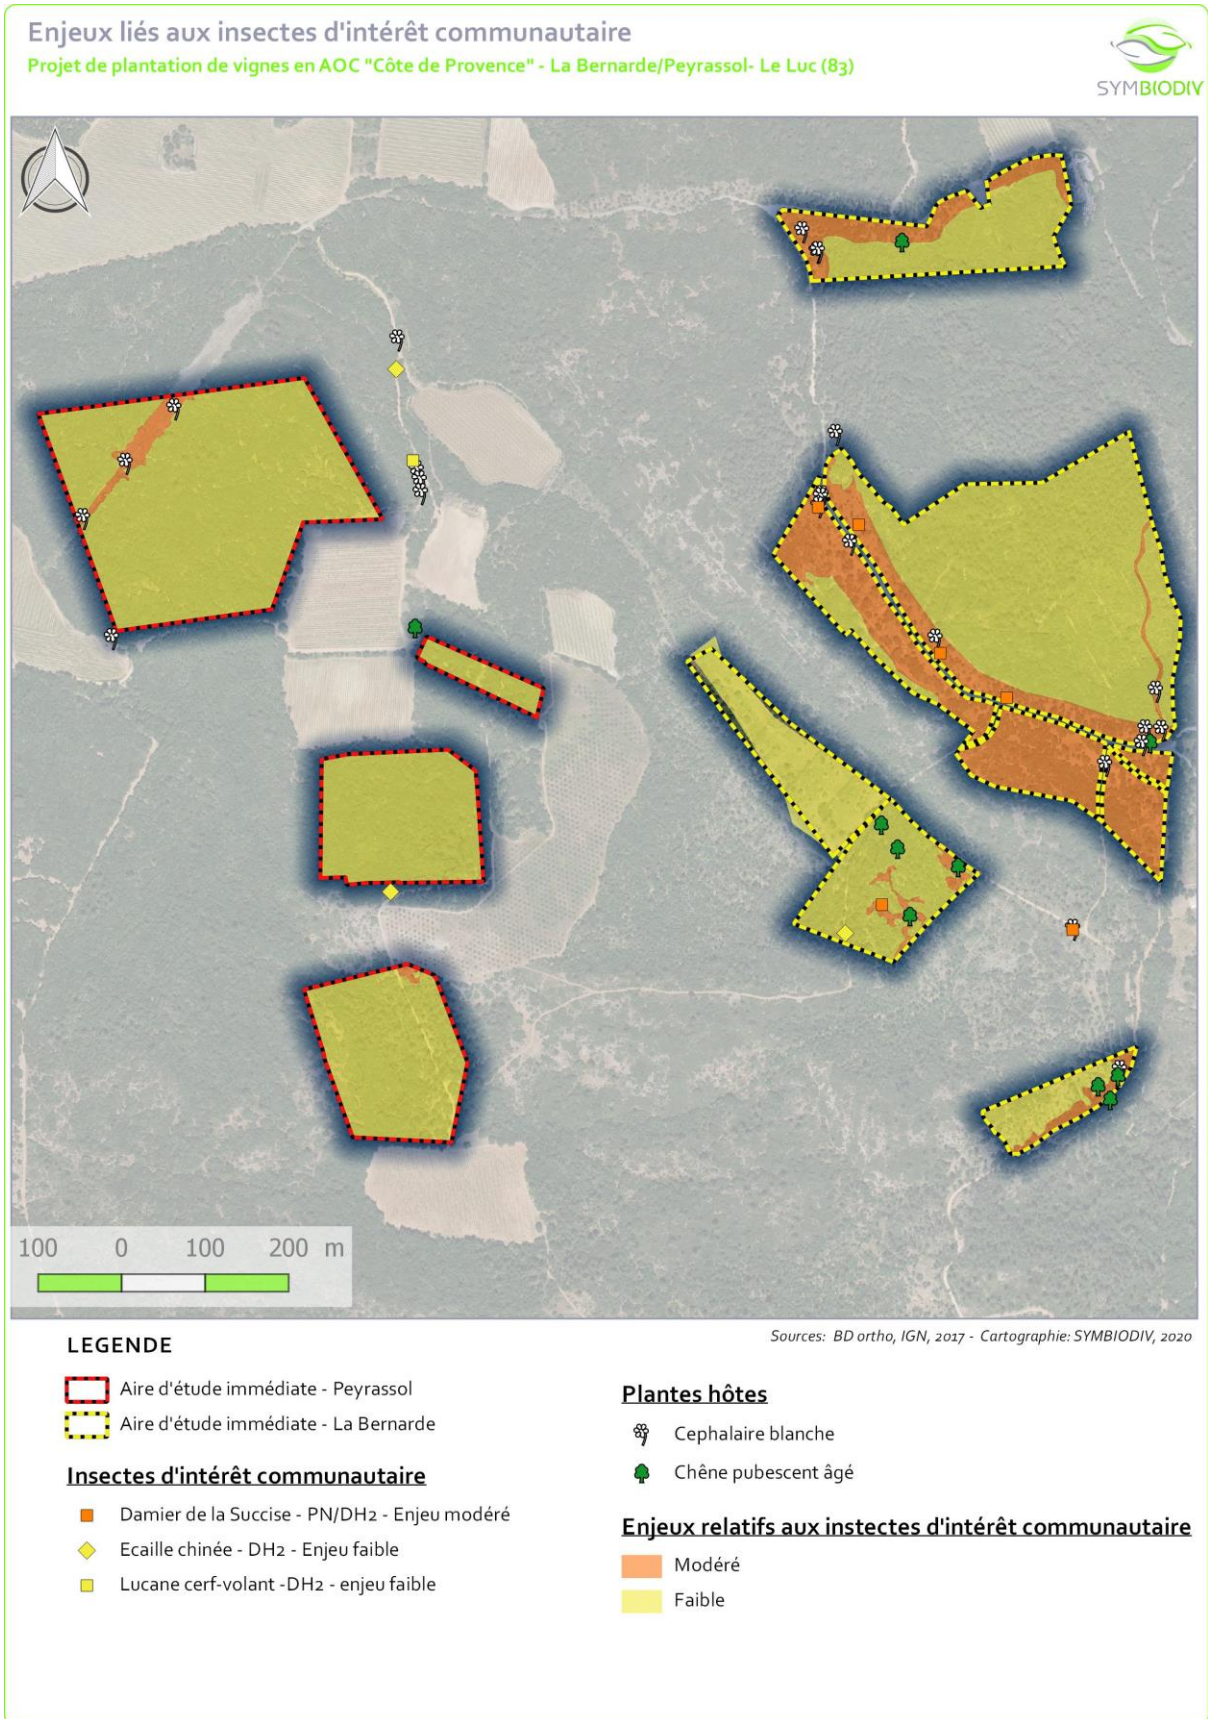 Enjeux liés aux insectes d'intérêt communautaire
Projet de plantation de vignes en AOC "Côte de Provence" - La Bernarde/Peyrassol- Le Luc (83)
SYMBIODIV
100 0 100 200 m
Sources: BD ortho, IGN, 2017 - Cartographie: SYMBIODIV, 2020
LEGENDE
Aire d'étude immédiate - Peyrassol
Aire d'étude immédiate - La Bernarde
Insectes d'intérêt communautaire
Damier de la Succise - PN/DH2 - Enjeu modéré
Ecaille chinée - DH2 - Enjeu faible
Lucane cerf-volant -DH2 - enjeu faible
Plantes hôtes
Cephalaire blanche
Chêne pubescent âgé
Enjeux relatifs aux instectes d'intérêt communautaire
Modéré
Faible